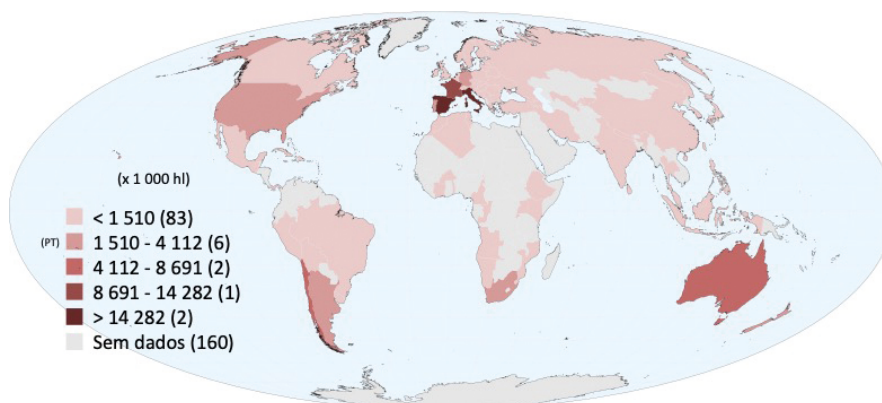 (x 1 000 hl)
< 1 510 (83)
(PT) 1 510 - 4 112 (6)
4 112 - 8 691 (2)
8 691 - 14 282 (1)
> 14 282 (2)
Sem dados (160)